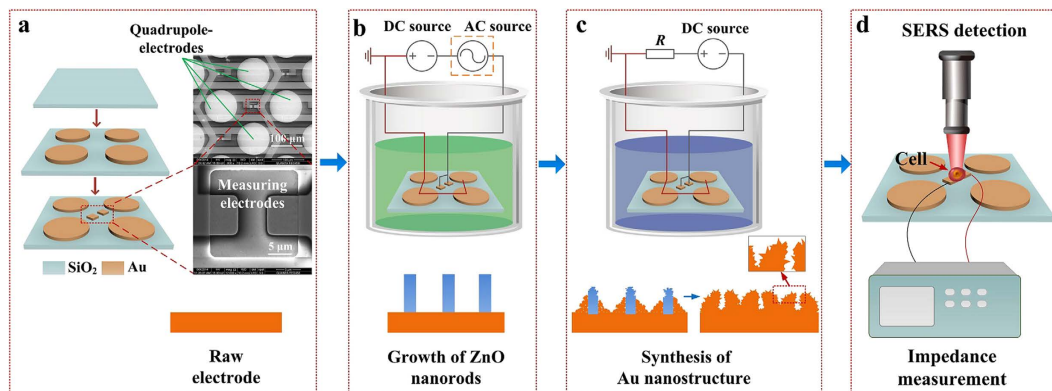 a
Quadrupole-
electrodes
100 μm
Measuring
electrodes
5 μm
SiO2
Au
Raw
electrode
b
DC source
AC source
Growth of ZnO
nanorods
c
DC source
R
Synthesis of
Au nanostructure
d
SERS detection
Cell
Impedance
measurement